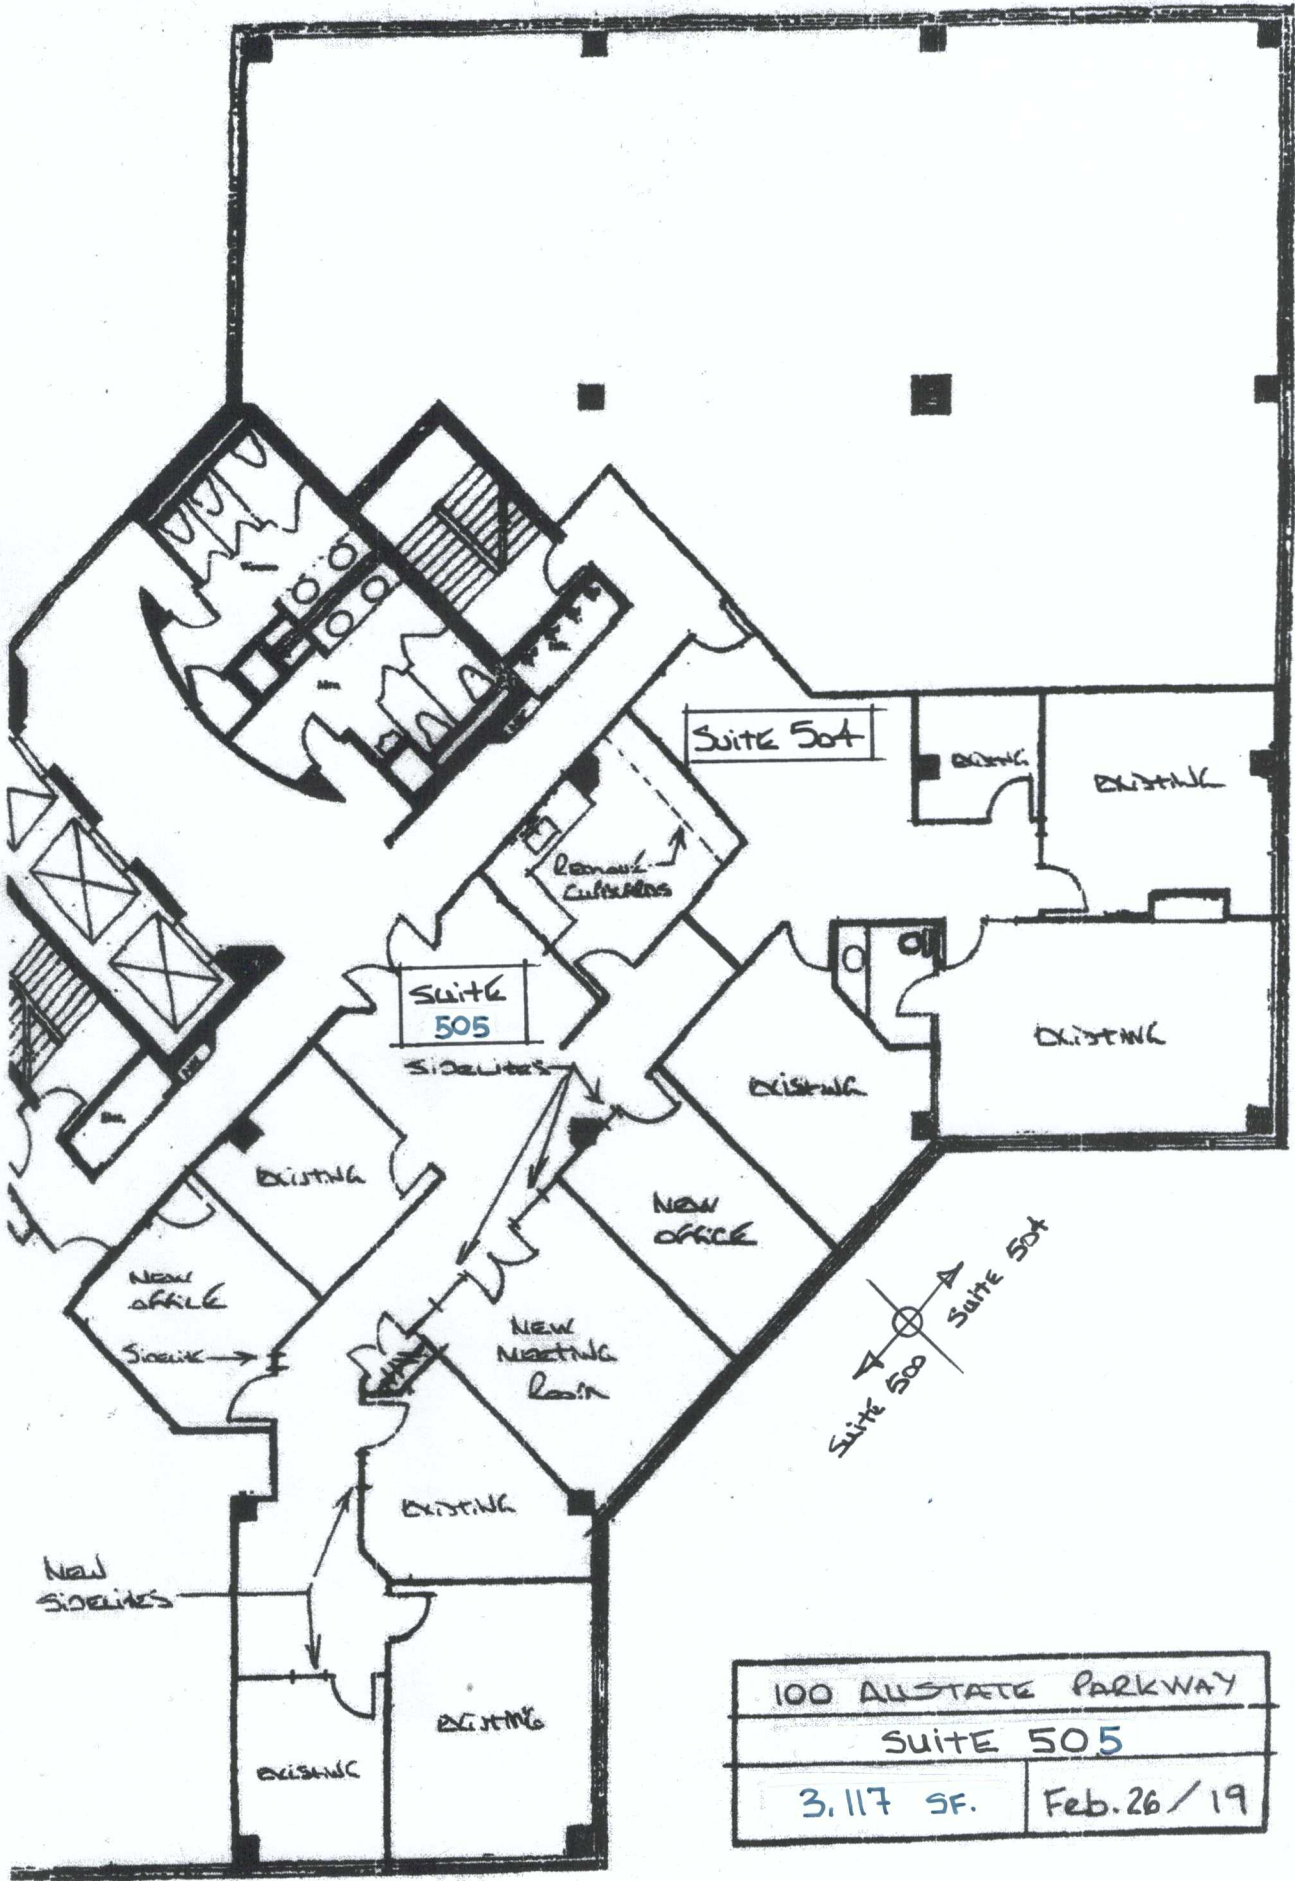 SUITE 504
EXISTING
EXISTING
REMOVE
CUPBOARDS
SUITE
505
SIDELITES
EXISTING
EXISTING
EXISTING
NEW
OFFICE
NEW
OFFICE
SUITE 504
SUITE 500
SIDELITE
NEW
MEETING
ROOM
EXISTING
NEW
SIDELITES
EXISTING
EXISTING
100 ALLSTATE PARKWAY
SUITE 505
3,117 SF.
Feb. 26/19